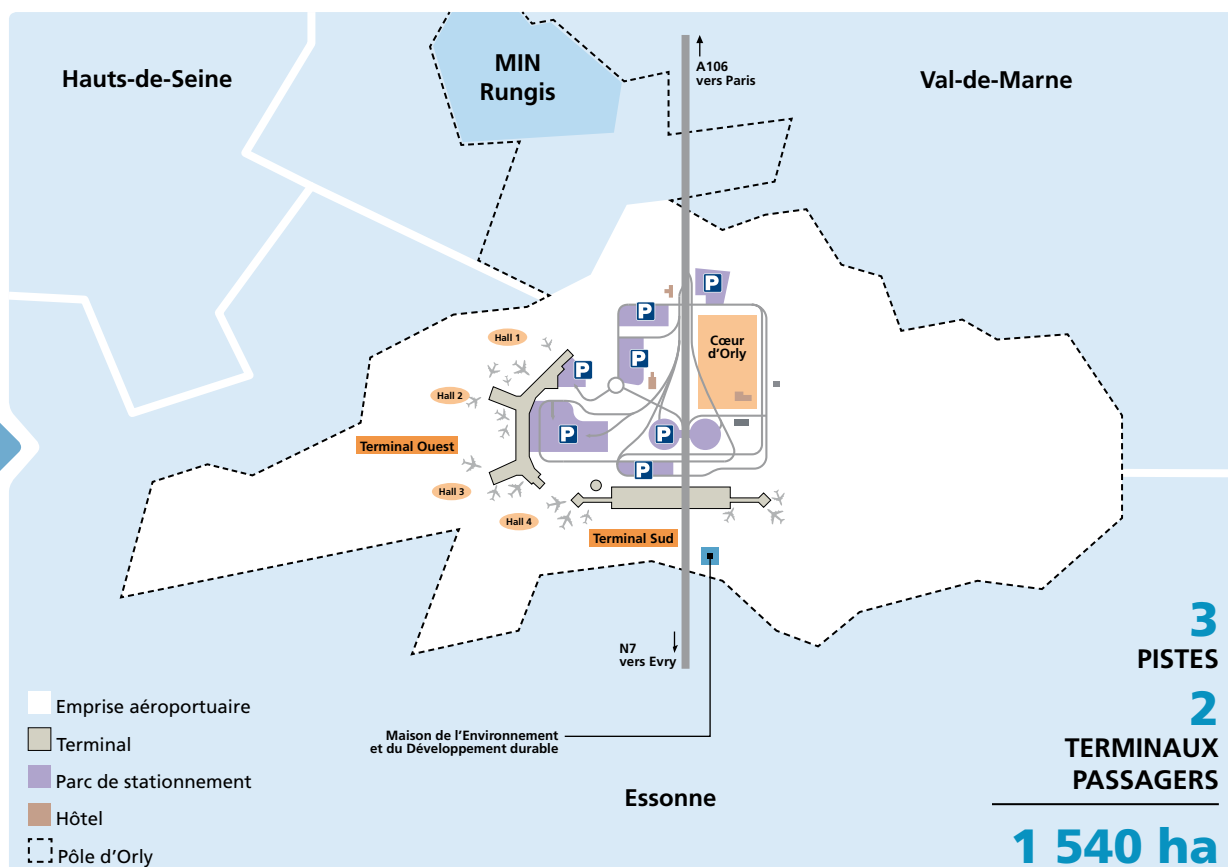 Hauts-de-Seine
MIN
Rungis
A106
vers Paris
Val-de-Marne
P
P
P
P
P
P
P
Cœur
d'Orly
Hall 1
Hall 2
Terminal Ouest
Hall 3
Hall 4
Terminal Sud
N7
vers Evry
Maison de l'Environnement
et du Développement durable
Essonne
Emprise aéroportuaire
Terminal
Parc de stationnement
Hôtel
Pôle d'Orly
3
PISTES
2
TERMINAUX
PASSAGERS
1 540 ha